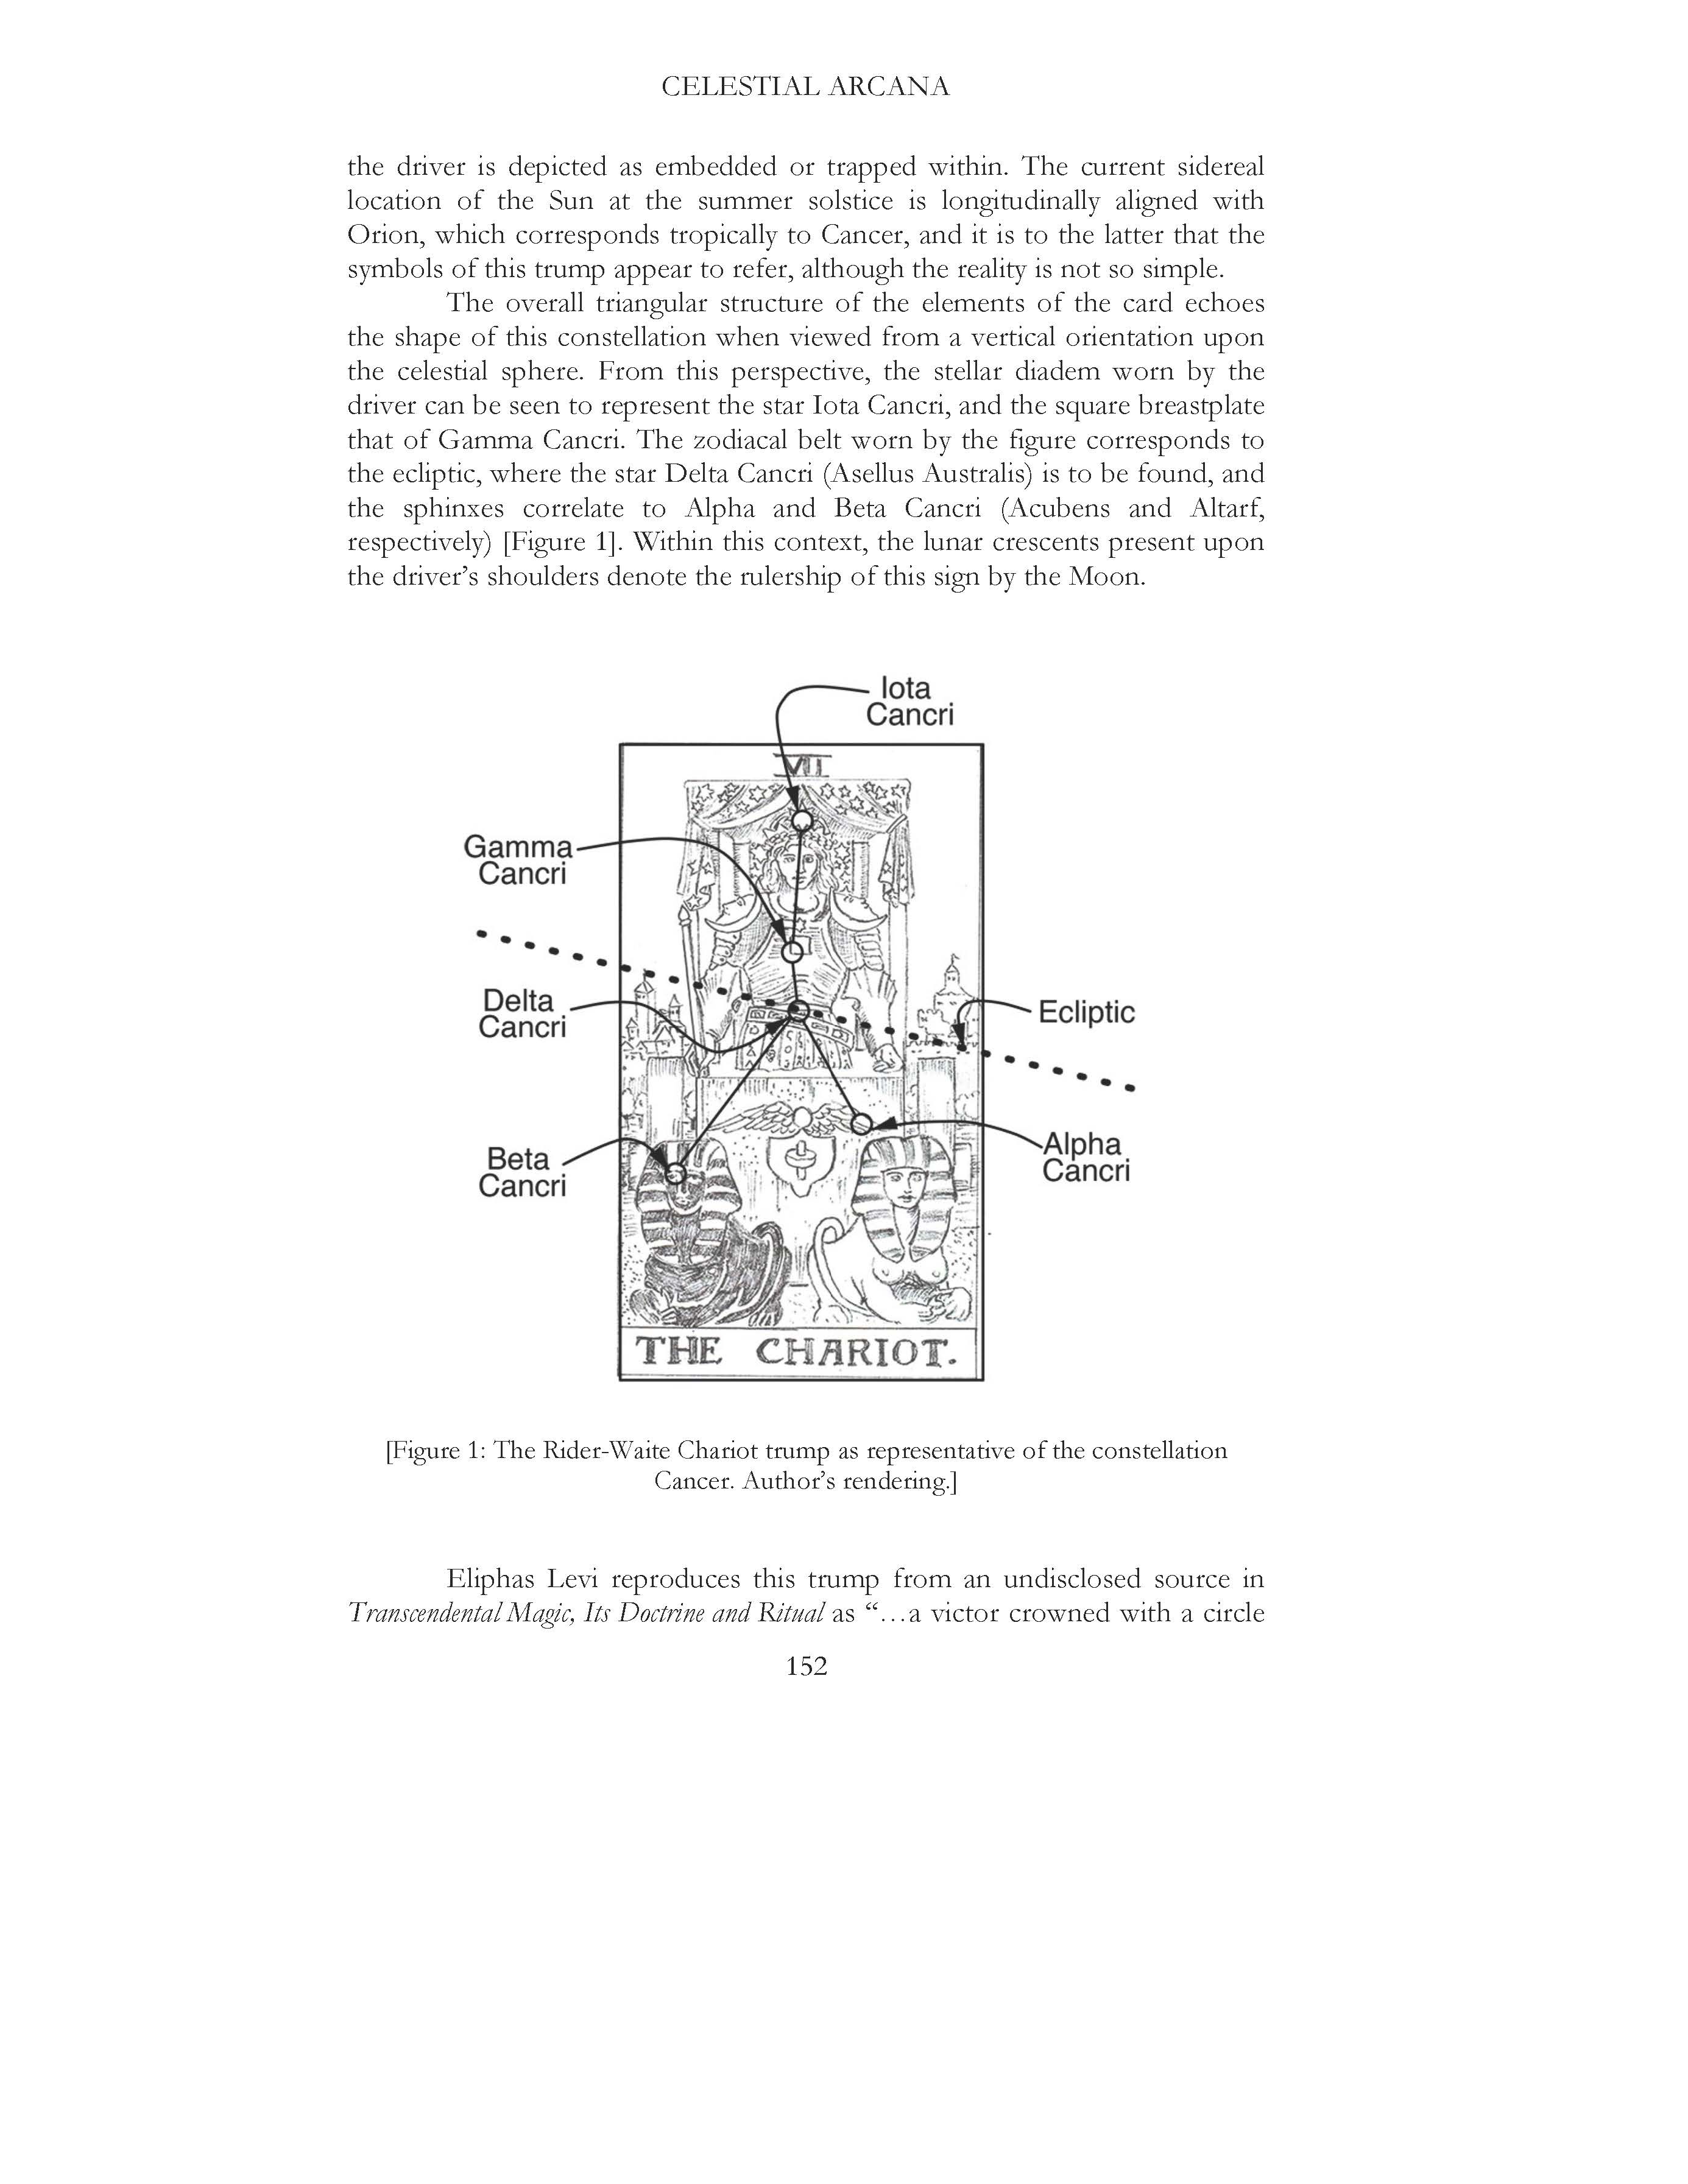 CELESTIAL ARCANA
the driver is depicted as embedded or trapped within. The current sidereal
location of the Sun at the summer solstice is longitudinally aligned with
Orion, which corresponds tropically to Cancer, and it is to the latter that the
symbols of this trump appear to refer, although the reality is not so simple.
The overall triangular structure of the elements of the card echoes
the shape of this constellation when viewed from a vertical orientation upon
the celestial sphere. From this perspective, the stellar diadem worn by the
driver can be seen to represent the star Iota Cancri, and the square breastplate
that of Gamma Cancri. The zodiacal belt worn by the figure corresponds to
the ecliptic, where the star Delta Cancri (Asellus Australis) is to be found, and
the sphinxes correlate to Alpha and Beta Cancri (Acubens and Altarf,
respectively) [Figure 1]. Within this context, the lunar crescents present upon
the driver’s shoulders denote the rulership of this sign by the Moon.
Iota
Cancri
VII
Gamma
Cancri
Delta
Cancri
Ecliptic
Beta
Cancri
Alpha
Cancri
THE CHARIOT.
[Figure 1: The Rider-Waite Chariot trump as representative of the constellation
Cancer. Author’s rendering.]
Eliphas Levi reproduces this trump from an undisclosed source in
Transcendental Magic, Its Doctrine and Ritual as “…a victor crowned with a circle
152